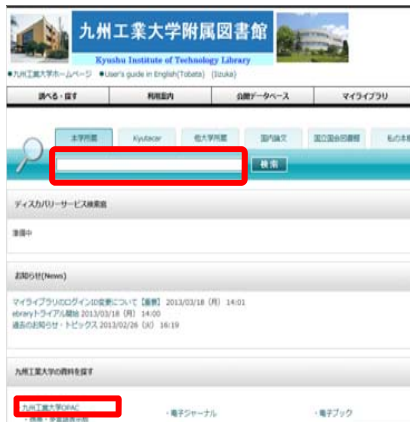 九州工業大学附属図書館
Kyushu Institute of Technology Library
●九州工業大学ホームページ ●User's guide in English(Tobata) (Iizuka)
調べる・探す 利用案内 公開データベース マイライブラリ
本学所蔵 Kyutacar 他大学所蔵 国内論文 国立国会図書館 私の本棚
検索
ディスカバリーサービス検索窓
準備中
お知らせ(News)
マイライブラリのログインID変更について【重要】 2013/03/18（月） 14:01
ebraryトライアル開始 2013/03/18（月） 14:00
過去のお知らせ・トピックス 2013/02/26（火） 16:19
九州工業大学の資料を探す
九州工業大学OPAC ・電子ジャーナル ・電子ブック